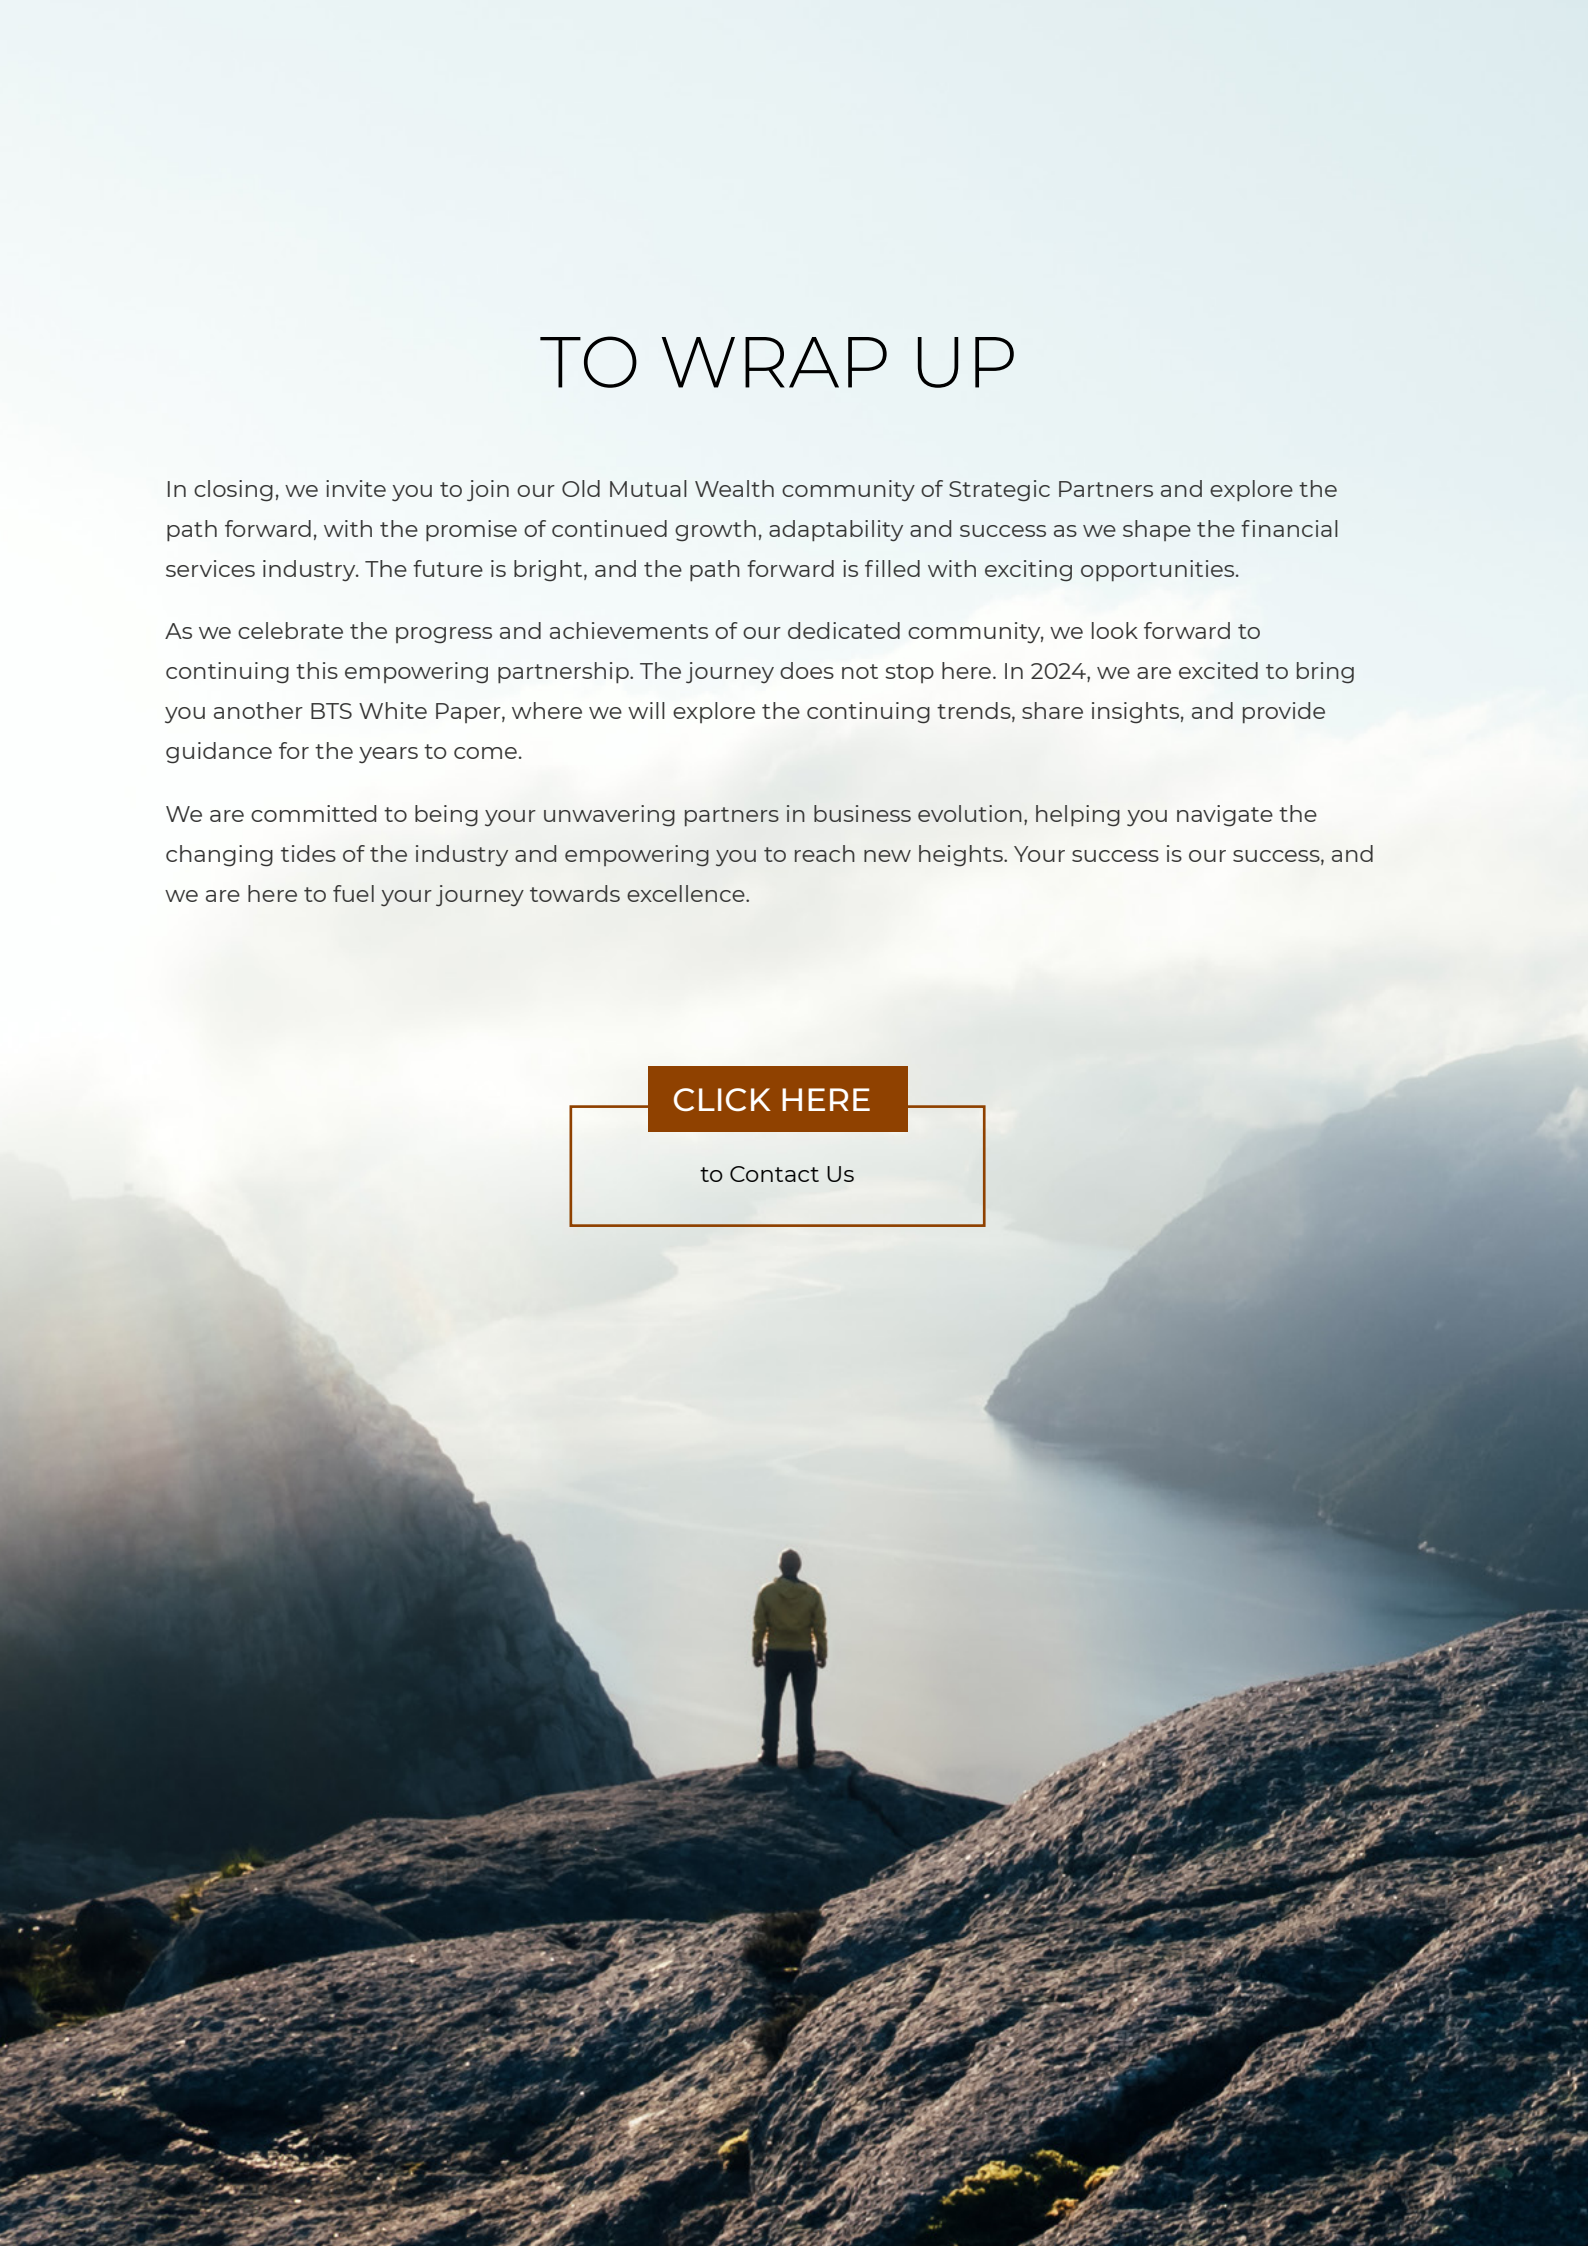 TO WRAP UP
In closing, we invite you to join our Old Mutual Wealth community of Strategic Partners and explore the
path forward, with the promise of continued growth, adaptability and success as we shape the financial
services industry. The future is bright, and the path forward is filled with exciting opportunities.
As we celebrate the progress and achievements of our dedicated community, we look forward to
continuing this empowering partnership. The journey does not stop here. In 2024, we are excited to bring
you another BTS White Paper, where we will explore the continuing trends, share insights, and provide
guidance for the years to come.
We are committed to being your unwavering partners in business evolution, helping you navigate the
changing tides of the industry and empowering you to reach new heights. Your success is our success, and
we are here to fuel your journey towards excellence.
CLICK HERE
to Contact Us